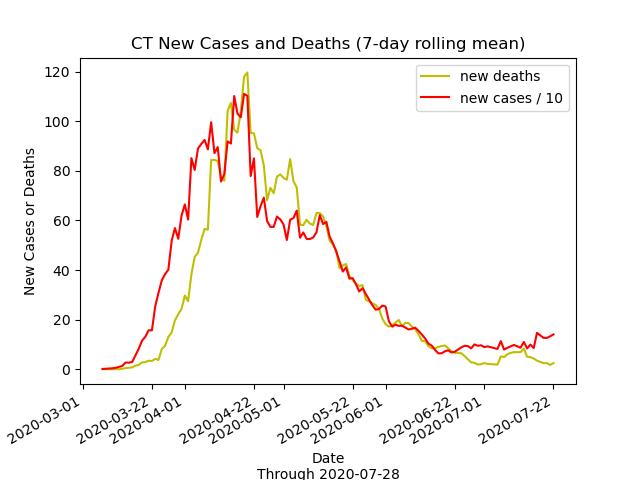 CT New Cases and Deaths (7-day rolling mean)
new deaths
new cases / 10
New Cases or Deaths
120
100
80
60
40
20
0
2020-03-01
2020-03-22
2020-04-01
2020-04-22
2020-05-01
2020-05-22
2020-06-01
2020-06-22
2020-07-01
2020-07-22
Date
Through 2020-07-28